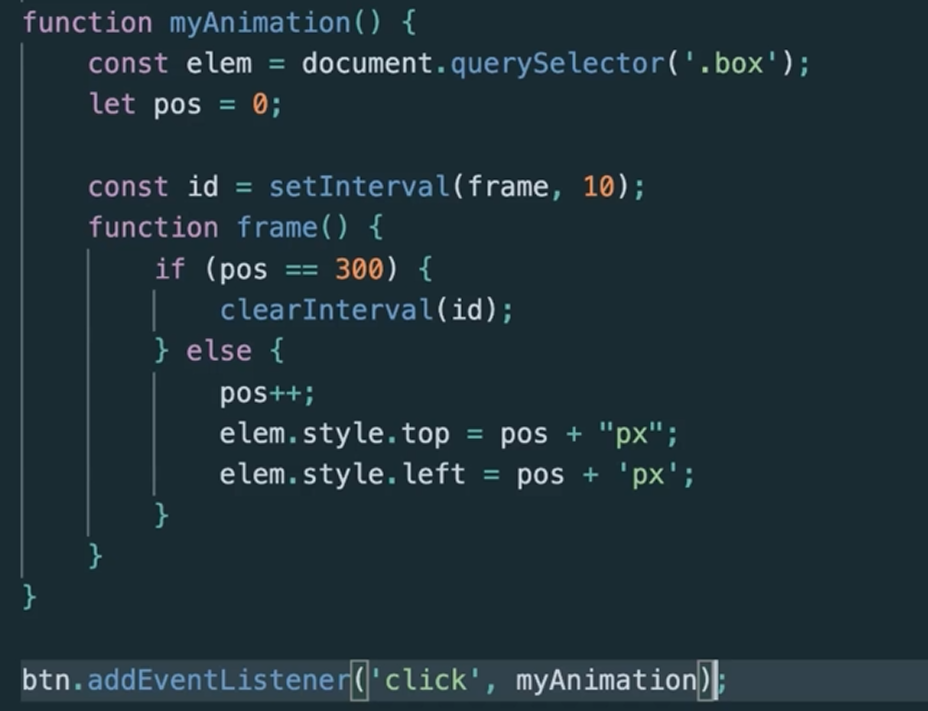 function myAnimation() {
    const elem = document.querySelector('.box');
    let pos = 0;

    const id = setInterval(frame, 10);
    function frame() {
        if (pos == 300) {
            clearInterval(id);
        } else {
            pos++;
            elem.style.top = pos + "px";
            elem.style.left = pos + 'px';
        }
    }
}

btn.addEventListener('click', myAnimation);